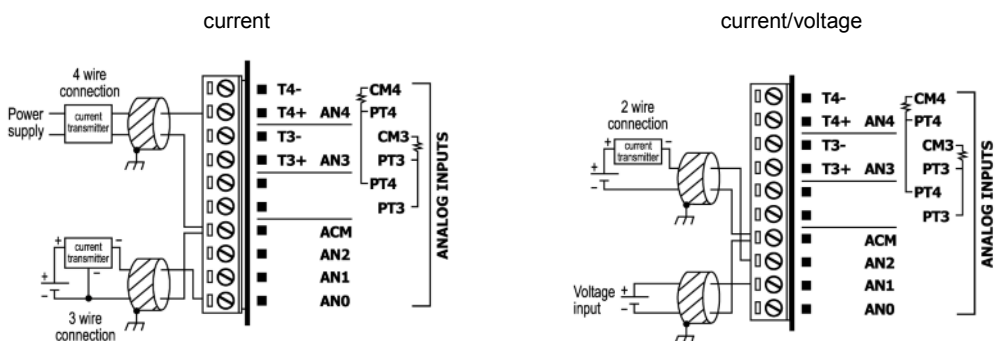 current
4 wire
connection
Power
supply
current
transmitter
+
-
+
-
current
transmitter
-
3 wire
connection
T4-
CM4
T4+ AN4
PT4
T3-
CM3
T3+ AN3
PT3
PT4
PT3
ACM
AN2
AN1
AN0
ANALOG INPUTS
current/voltage
2 wire
connection
+
-
+
-
current
transmitter
Voltage
input
+
-
T4-
CM4
T4+ AN4
PT4
T3-
CM3
T3+ AN3
PT3
PT4
PT3
ACM
AN2
AN1
AN0
ANALOG INPUTS